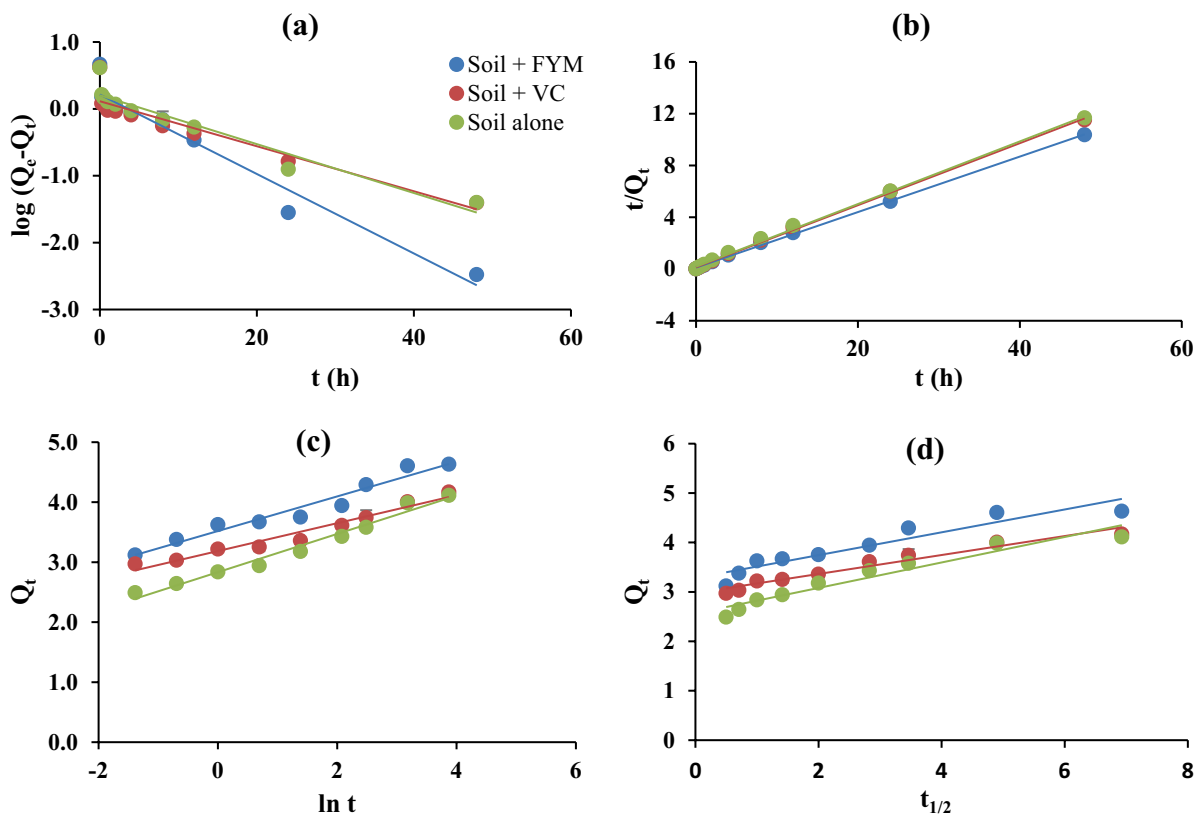 (a)
log (Qe-Qt)
1.0
0.0
-1.0
-2.0
-3.0
0 20 40 60
t (h)
Soil + FYM
Soil + VC
Soil alone
(b)
t/Qt
16
12
8
4
0
-4
0 20 40 60
t (h)
(c)
Qt
5.0
4.0
3.0
2.0
1.0
0.0
-2 0 2 4 6
ln t
(d)
Qt
6
5
4
3
2
1
0
0 2 4 6 8
t1/2